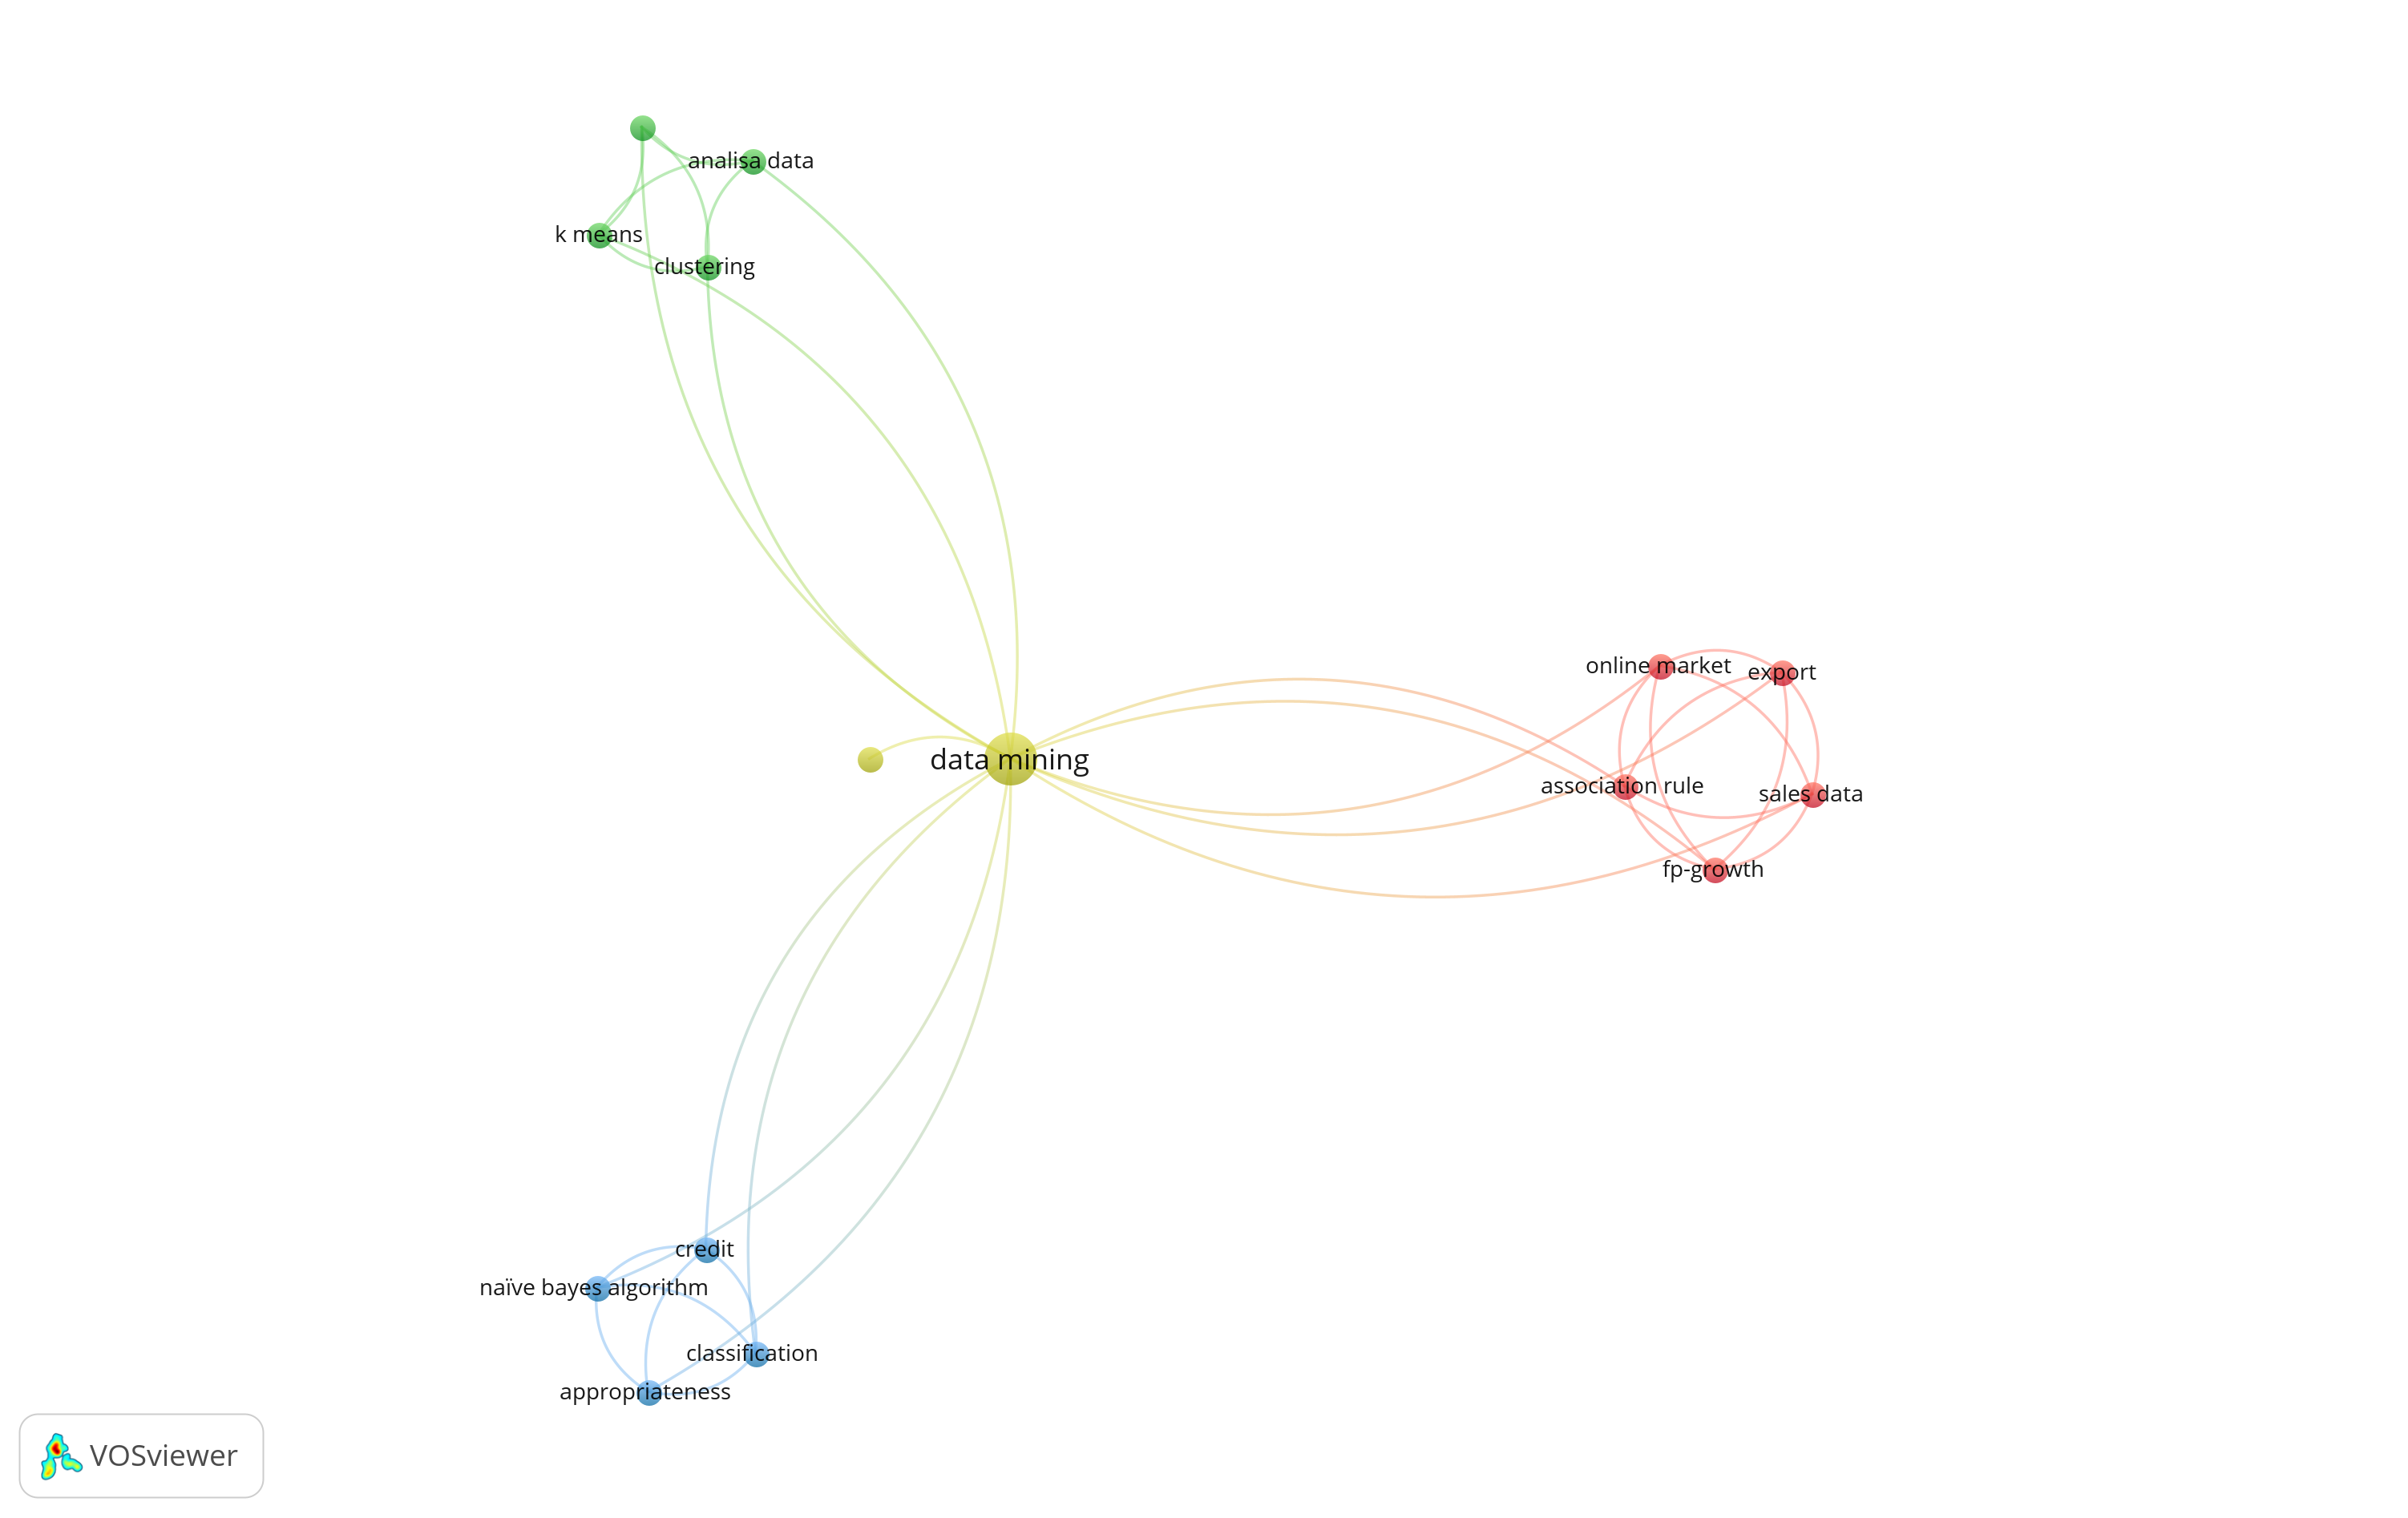 analisa data
k means
clustering
online market
export
data mining
association rule
sales data
fp-growth
credit
naïve bayes algorithm
classification
appropriateness
VOSviewer